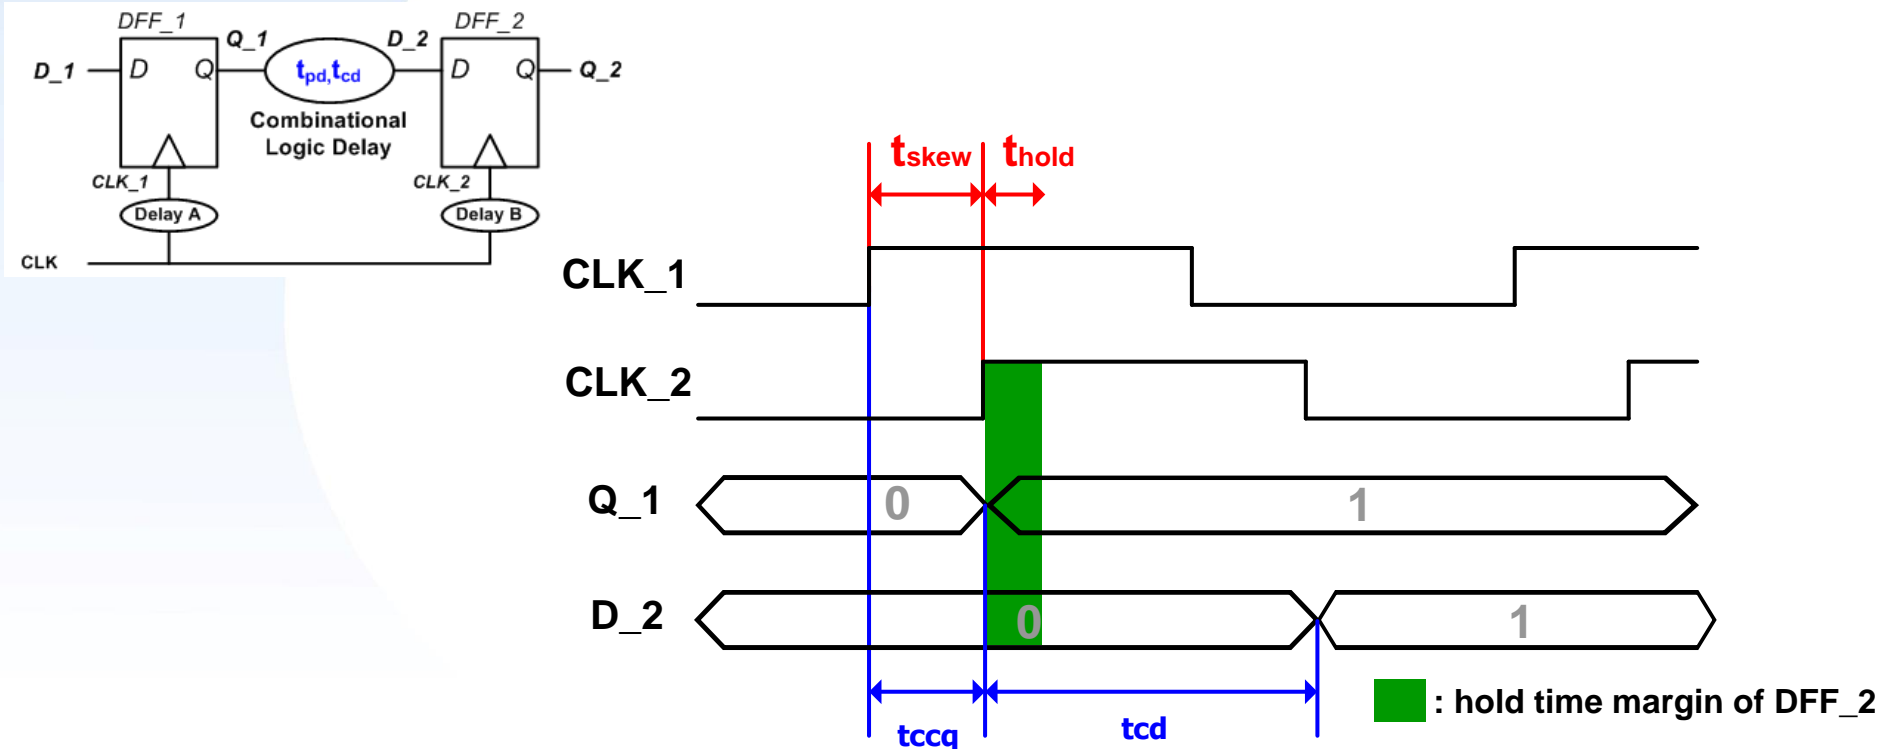 DFF_1
DFF_2
Q_1
D_2
D_1
D
Q
tpd,tcd
D
Q
Q_2
Combinational
Logic Delay
CLK_1
CLK_2
Delay A
Delay B
CLK
tskew
thold
CLK_1
CLK_2
Q_1
0
1
D_2
0
1
tccq
tcd
: hold time margin of DFF_2